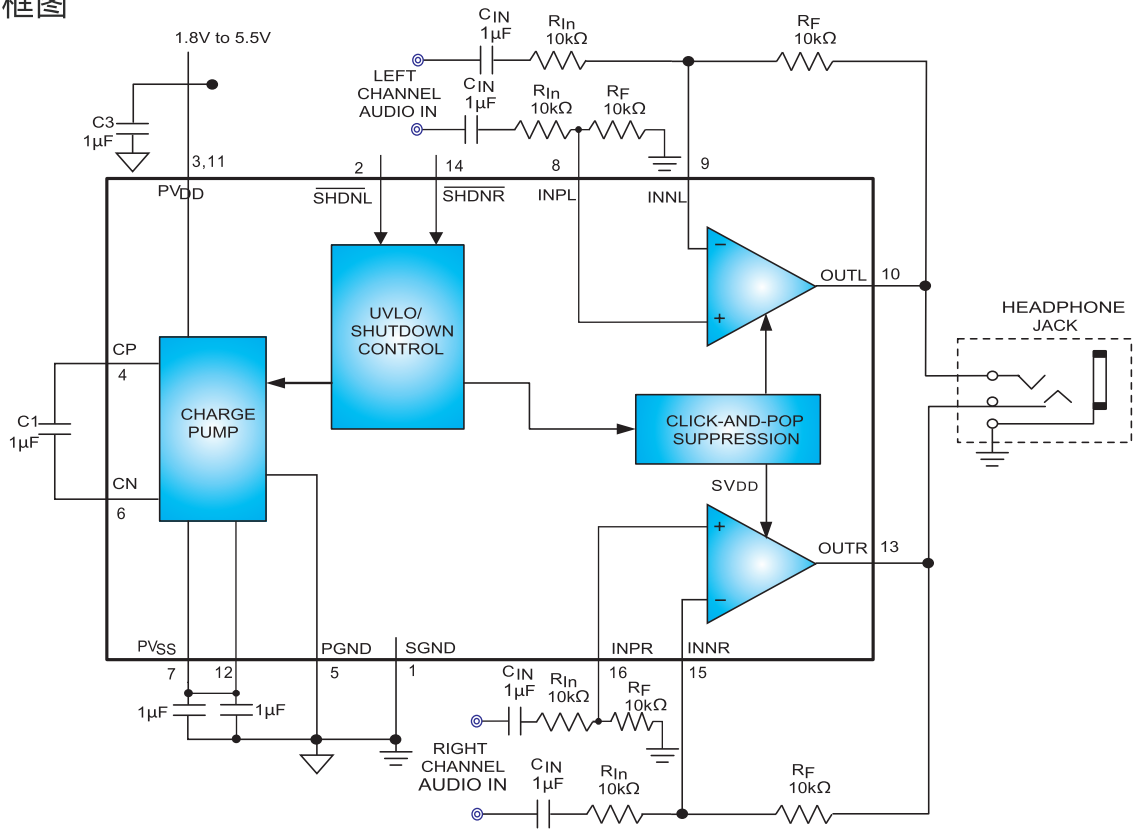 框图
1.8V to 5.5V
C3
1µF
3,11
PVDD
LEFT
CHANNEL
AUDIO IN
CIN
1µF
RIn
10kΩ
RF
10kΩ
CIN
1µF
RIn
10kΩ
RF
10kΩ
2
SHDNL
14
SHDNR
8
INPL
9
INNL
UVLO/
SHUTDOWN
CONTROL
−
+
OUTL
10
HEADPHONE
JACK
CP
4
C1
1µF
CN
6
CHARGE
PUMP
CLICK-AND-POP
SUPPRESSION
SVDD
+
−
OUTR
13
PVSS
7
12
PGND
5
SGND
1
INPR
16
INNR
15
1µF
1µF
CIN
1µF
RIn
10kΩ
RF
10kΩ
RIGHT
CHANNEL
AUDIO IN
CIN
1µF
RIn
10kΩ
RF
10kΩ